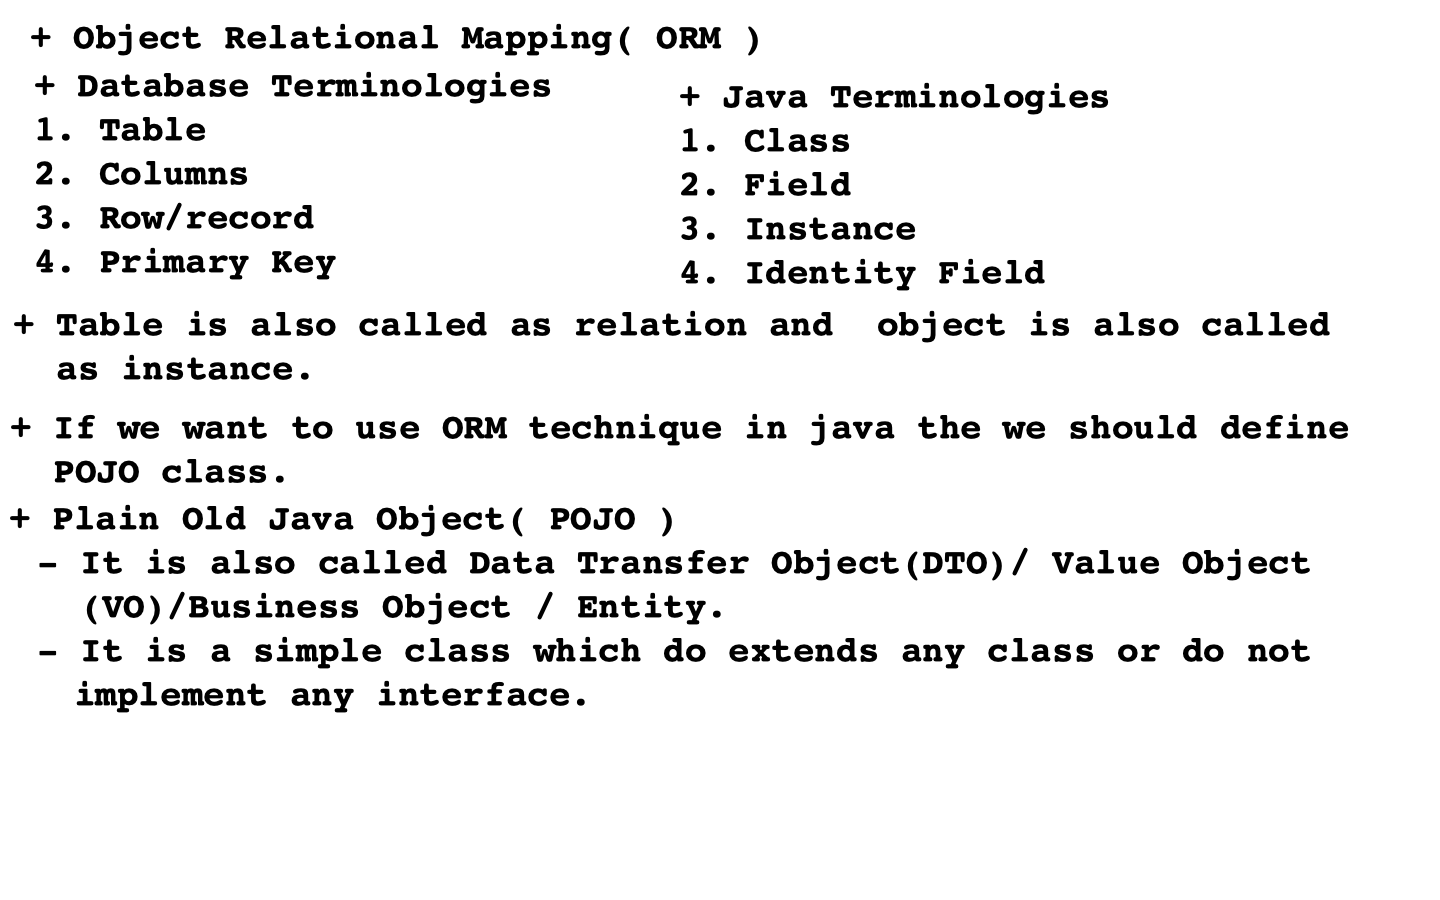 + Object Relational Mapping( ORM )
+ Database Terminologies
1. Table
2. Columns
3. Row/record
4. Primary Key
+ Java Terminologies
1. Class
2. Field
3. Instance
4. Identity Field
+ Table is also called as relation and  object is also called
as instance.
+ If we want to use ORM technique in java the we should define
POJO class.
+ Plain Old Java Object( POJO )
- It is also called Data Transfer Object(DTO)/ Value Object
(VO)/Business Object / Entity.
- It is a simple class which do extends any class or do not
implement any interface.